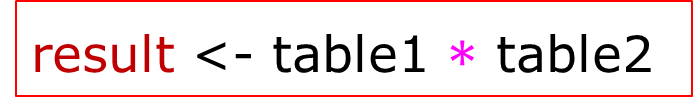 result <- table1 * table2